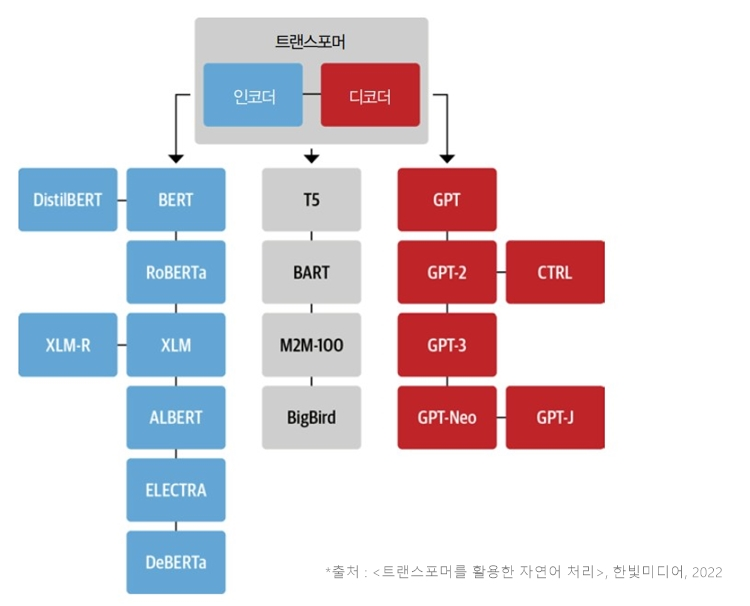 트랜스포머
인코더 디코더
DistilBERT BERT T5 GPT
RoBERTa BART GPT-2 CTRL
XLM-R XLM M2M-100 GPT-3
ALBERT BigBird GPT-Neo GPT-J
ELECTRA
DeBERTa
*출처 : <트랜스포머를 활용한 자연어 처리>, 한빛미디어, 2022